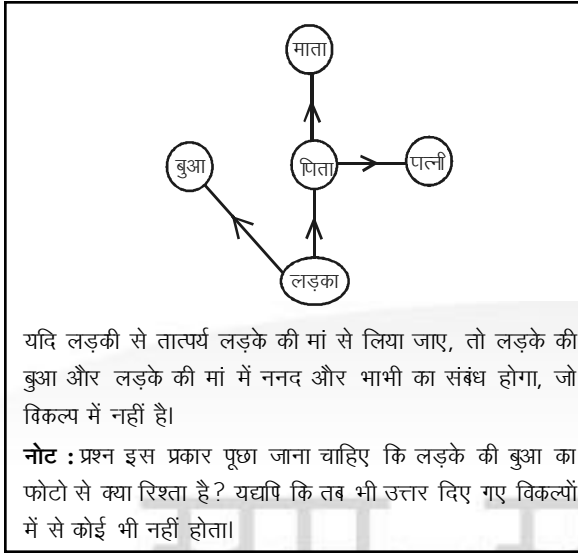 माता
बुआ
पिता
पत्नी
लड़का
यदि लड़की से तात्पर्य लड़के की मां से लिया जाए, तो लड़के की
बुआ और लड़के की मां में ननद और भाभी का संबंध होगा, जो
विकल्प में नहीं है।
नोट : प्रश्न इस प्रकार पूछा जाना चाहिए कि लड़के की बुआ का
फोटो से क्या रिश्ता है? यद्यपि कि तब भी उत्तर दिए गए विकल्पों
में से कोई भी नहीं होता।